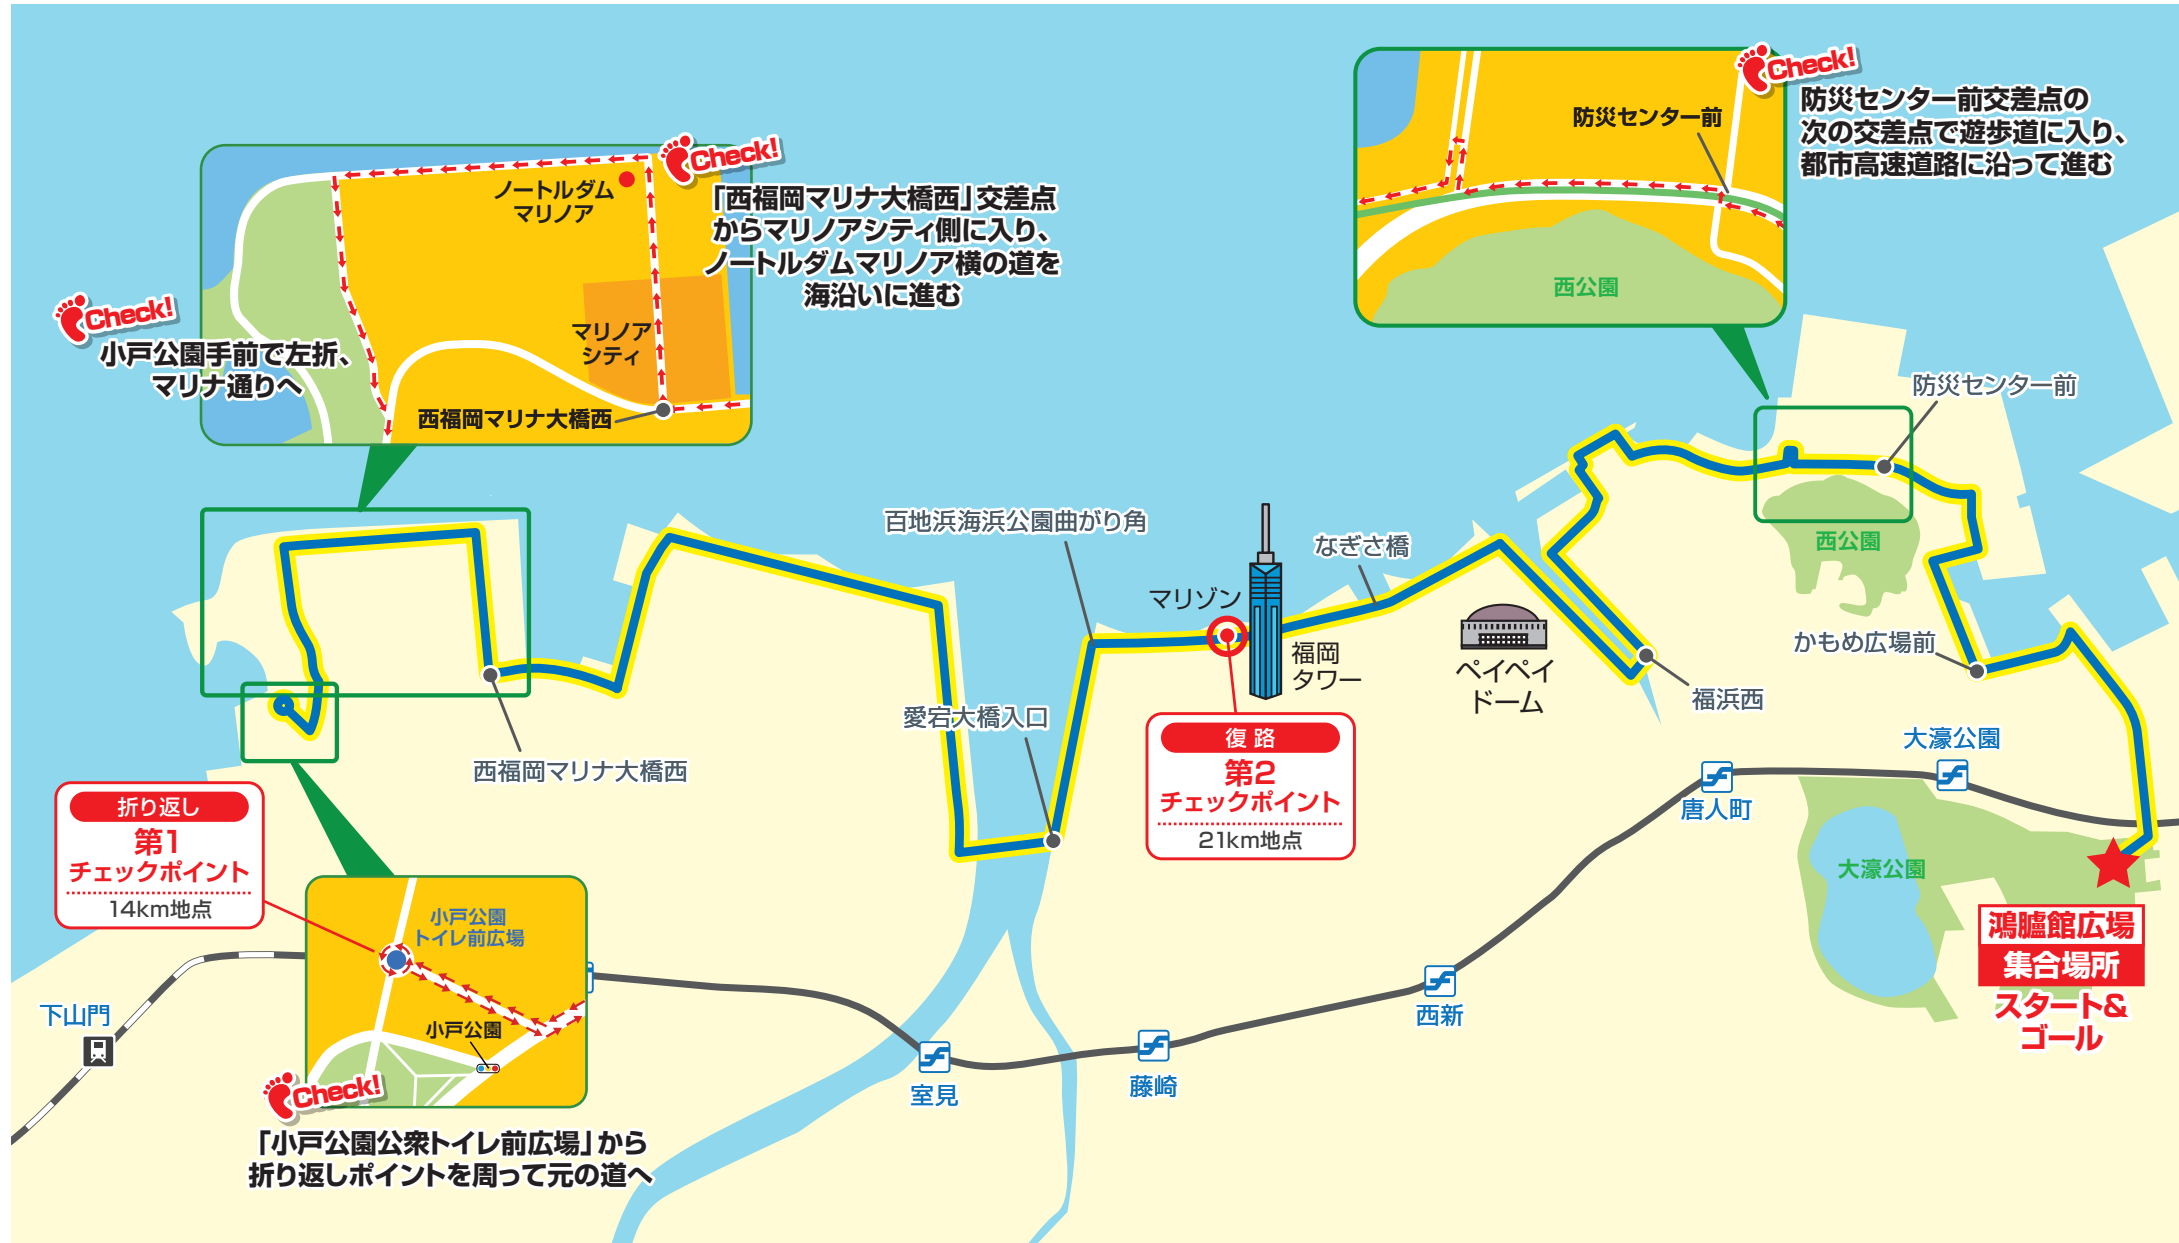 Check!
防災センター前交差点の
次の交差点で遊歩道に入り、
都市高速道路に沿って進む
防災センター前
西公園
Check!
「西福岡マリナ大橋西」交差点
からマリノアシティ側に入り、
ノートルダムマリノア横の道を
海沿いに進む
ノートルダム
マリノア
マリノア
シティ
西福岡マリナ大橋西
Check!
小戸公園手前で左折、
マリナ通りへ
防災センター前
西公園
百地浜海浜公園曲がり角
なぎさ橋
マリゾン
福岡
タワー
ペイペイ
ドーム
福浜西
かもめ広場前
愛宕大橋入口
西福岡マリナ大橋西
復路
第2
チェックポイント
21km地点
折り返し
第1
チェックポイント
14km地点
大濠公園
唐人町
大濠公園
鴻臚館広場
集合場所
スタート&
ゴール
小戸公園
トイレ前広場
小戸公園
Check!
「小戸公園公衆トイレ前広場」から
折り返しポイントを周って元の道へ
下山門
室見
藤崎
西新